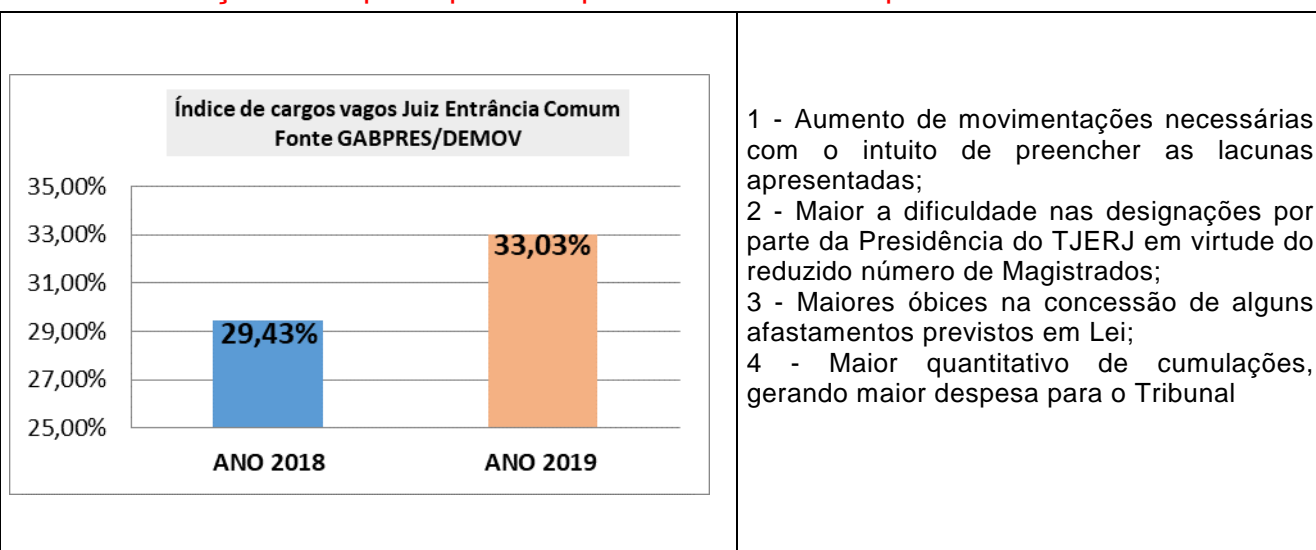 Índice de cargos vagos Juiz Entrância Comum
Fonte GABPRES/DEMOV
35,00%
33,00%
31,00%
29,00%
27,00%
25,00%
29,43%
33,03%
ANO 2018
ANO 2019
1 - Aumento de movimentações necessárias
com o intuito de preencher as lacunas
apresentadas;
2 - Maior a dificuldade nas designações por
parte da Presidência do TJERJ em virtude do
reduzido número de Magistrados;
3 - Maiores óbices na concessão de alguns
afastamentos previstos em Lei;
4 - Maior quantitativo de cumulações,
gerando maior despesa para o Tribunal